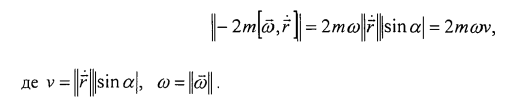 ‖−2m[ω⃗, ṙ⃗]‖ = 2mω‖ṙ⃗‖|sin α| = 2mωv,
де v = ‖ṙ⃗‖|sin α|, ω = ‖ω⃗‖.